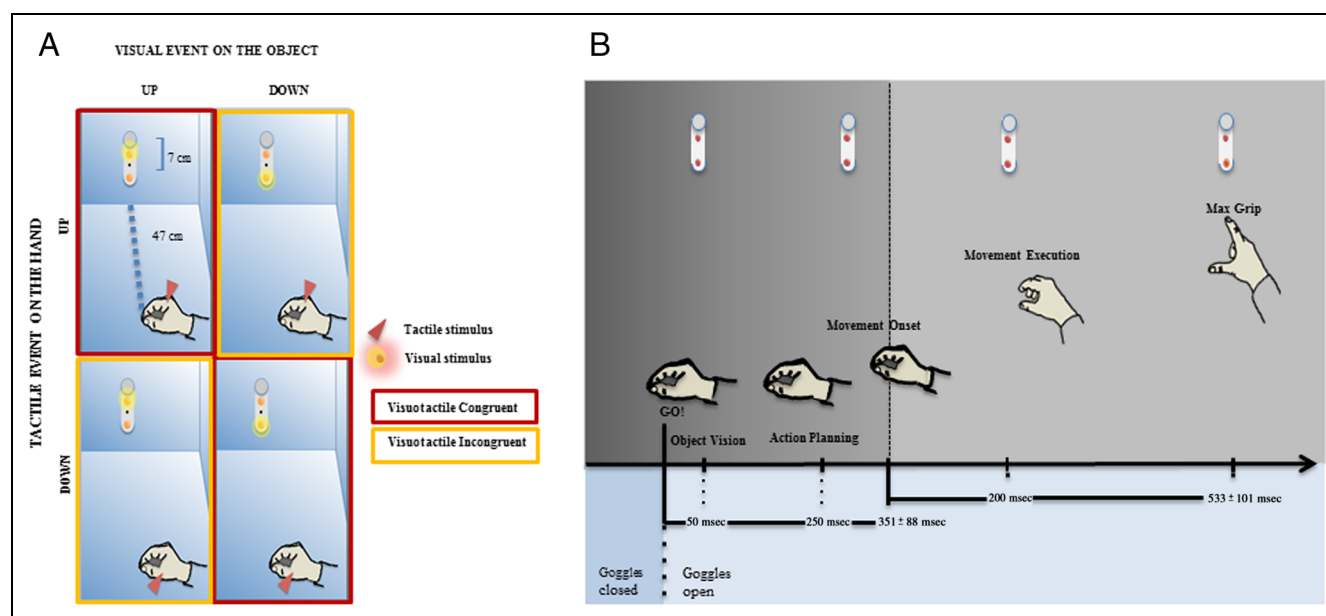 A
VISUAL EVENT ON THE OBJECT
UP
DOWN
TACTILE EVENT ON THE HAND
UP
DOWN
7 cm
47 cm
Tactile stimulus
Visual stimulus
Visuotactile Congruent
Visuotactile Incongruent
B
Max Grip
Movement Execution
Movement Onset
GO!
Object Vision
Action Planning
200 msec
533 ± 101 msec
50 msec
250 msec
351 ± 88 msec
Goggles
closed
Goggles
open